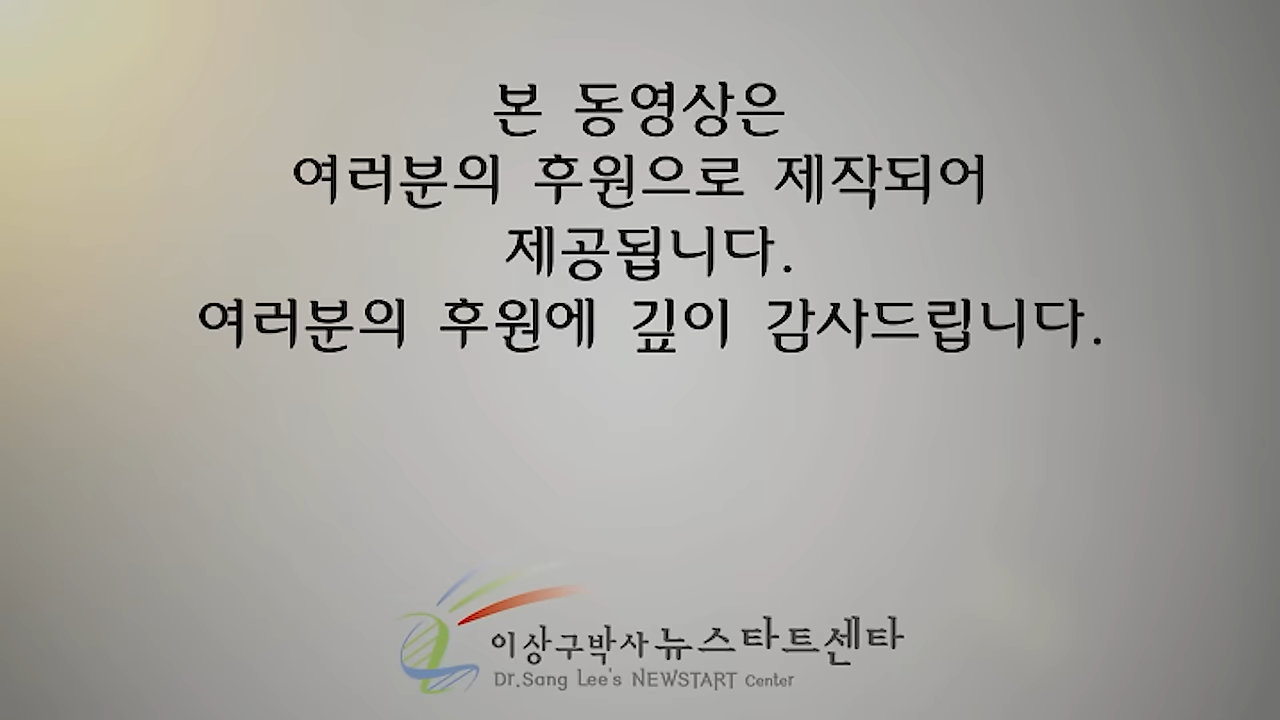 본 동영상은
여러분의 후원으로 제작되어
제공됩니다.
여러분의 후원에 깊이 감사드립니다.
이상구박사 뉴스타트센타
Dr.Sang Lee's NEWSTART Center